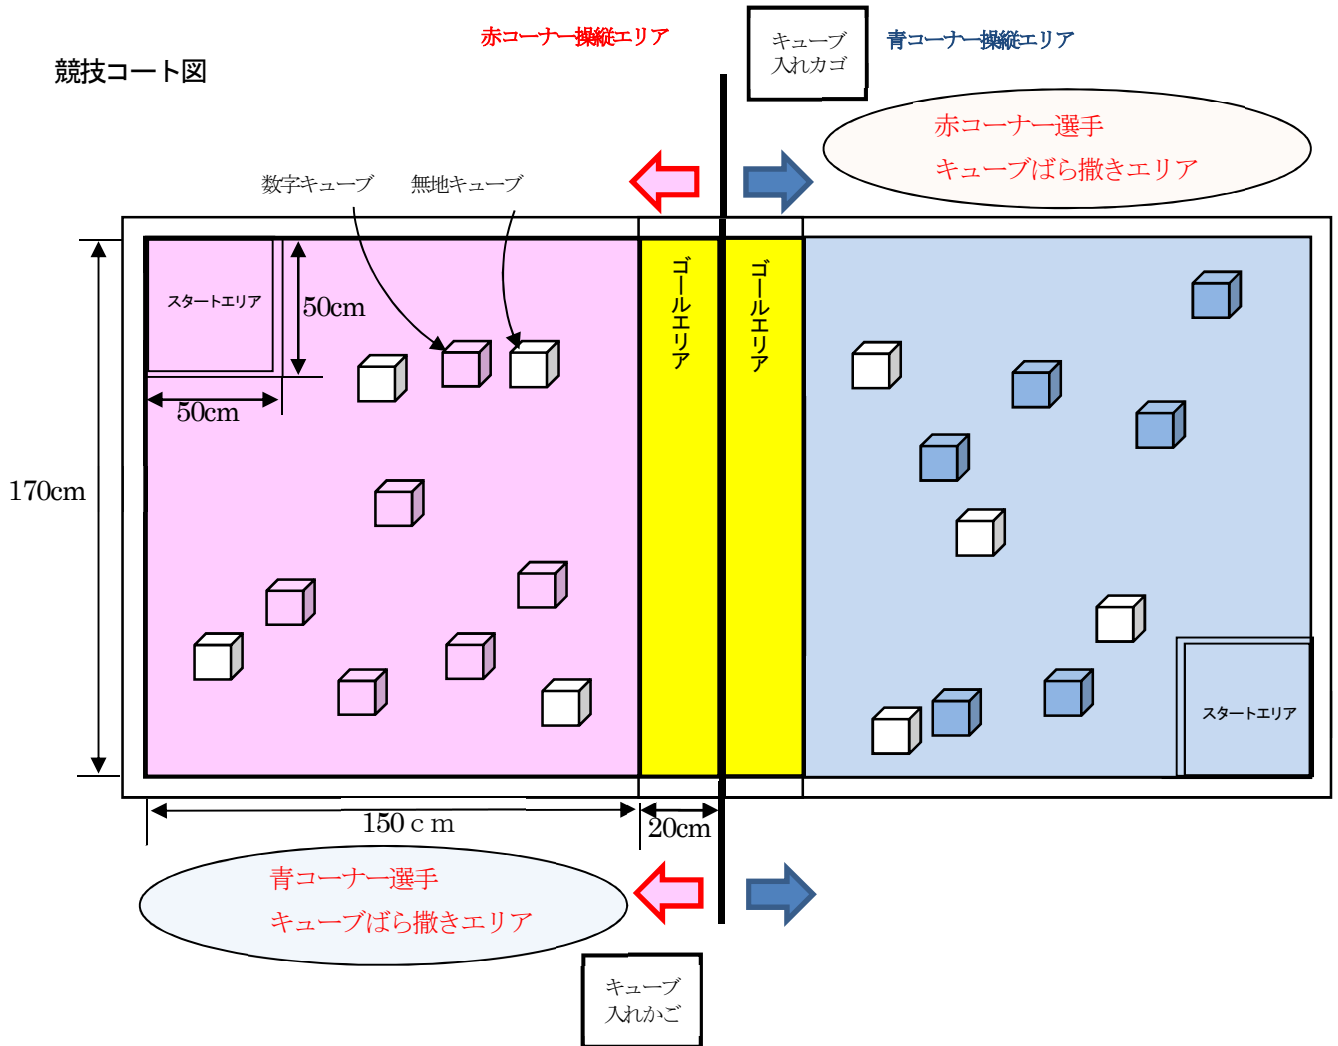 赤コーナー操縦エリア
キューブ
入れカゴ
青コーナー操縦エリア
競技コート図
赤コーナー選手
キューブばら撒きエリア
数字キューブ
無地キューブ
スタートエリア
50cm
50cm
ゴールエリア
ゴールエリア
170cm
スタートエリア
150ｃｍ
20cm
青コーナー選手
キューブばら撒きエリア
キューブ
入れかご